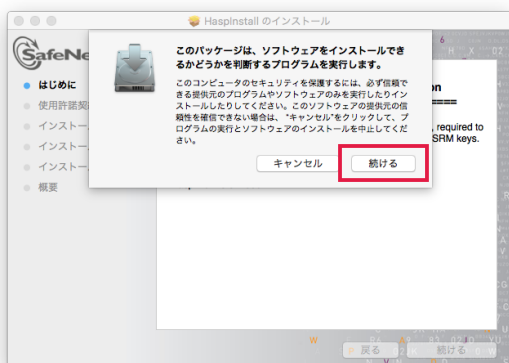 HaspInstall のインストール
SafeNe
このパッケージは、ソフトウェアをインストールでき
るかどうかを判断するプログラムを実行します。
このコンピュータのセキュリティを保護するには、必ず信頼で
きる提供元のプログラムやソフトウェアのみを実行したりイン
ストールしたりしてください。このソフトウェアの提供元の信
頼性を確信できない場合は、“キャンセル”をクリックして、プ
ログラムの実行とソフトウェアのインストールを中止してくだ
さい。
キャンセル
続ける
はじめに
使用許諾契
インストー
インストー
インストー
概要
on
====
, required to
SRM keys.
戻る
続ける